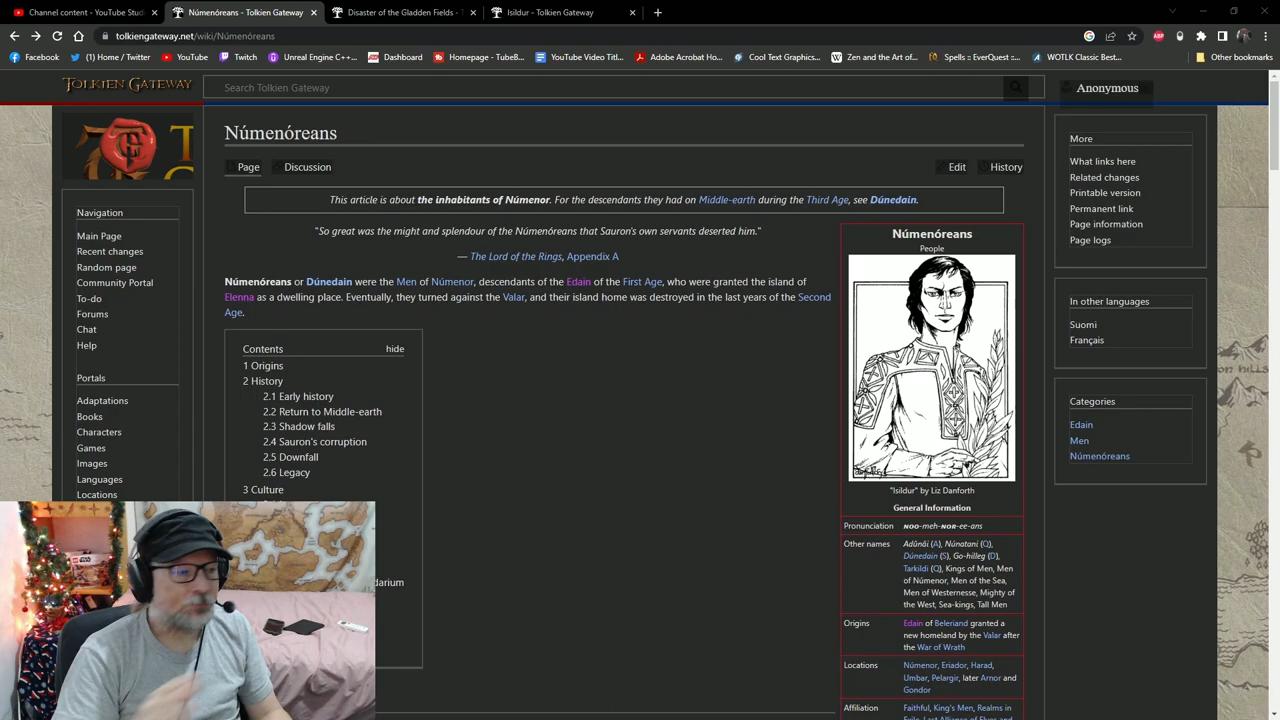 Channel content - YouTube Studi
Númenóreans - Tolkien Gateway
Disaster of the Gladden Fields - T
Isildur - Tolkien Gateway
tolkiengateway.net/wiki/Númenóreans
Facebook
(1) Home / Twitter
YouTube
Twitch
Unreal Engine C++...
Dashboard
Homepage - TubeB...
YouTube Video Titl...
Adobe Acrobat Ho...
Cool Text Graphics...
Zen and the Art of...
Spells :: EverQuest ::...
WOTLK Classic Best...
Other bookmarks
TOLKIEN GATEWAY
Search Tolkien Gateway
Anonymous
Númenóreans
Page
Discussion
Edit
History
This article is about the inhabitants of Númenor. For the descendants they had on Middle-earth during the Third Age, see Dúnedain.
"So great was the might and splendour of the Númenóreans that Sauron's own servants deserted him."
— The Lord of the Rings, Appendix A
Númenóreans or Dúnedain were the Men of Númenor, descendants of the Edain of the First Age, who were granted the island of
Elenna as a dwelling place. Eventually, they turned against the Valar, and their island home was destroyed in the last years of the Second
Age.
Contents
hide
1 Origins
2 History
2.1 Early history
2.2 Return to Middle-earth
2.3 Shadow falls
2.4 Sauron's corruption
2.5 Downfall
2.6 Legacy
3 Culture
darium
Navigation
Main Page
Recent changes
Random page
Community Portal
To-do
Forums
Chat
Help
Portals
Adaptations
Books
Characters
Games
Images
Languages
Locations
Númenóreans
People
"Isildur" by Liz Danforth
General Information
Pronunciation
NOO-meh-NOR-ee-ans
Other names
Adûnâi (A), Núnatani (Q),
Dúnedain (S), Go-hilleg (D),
Tarkildi (Q), Kings of Men, Men
of Númenor, Men of the Sea,
Men of Westernesse, Mighty of
the West, Sea-kings, Tall Men
Origins
Edain of Beleriand granted a
new homeland by the Valar after
the War of Wrath
Locations
Númenor, Eriador, Harad,
Umbar, Pelargir, later Arnor and
Gondor
Affiliation
Faithful, King's Men, Realms in
Exile, Last Alliance of Elves and
More
What links here
Related changes
Printable version
Permanent link
Page information
Page logs
In other languages
Suomi
Français
Categories
Edain
Men
Númenóreans